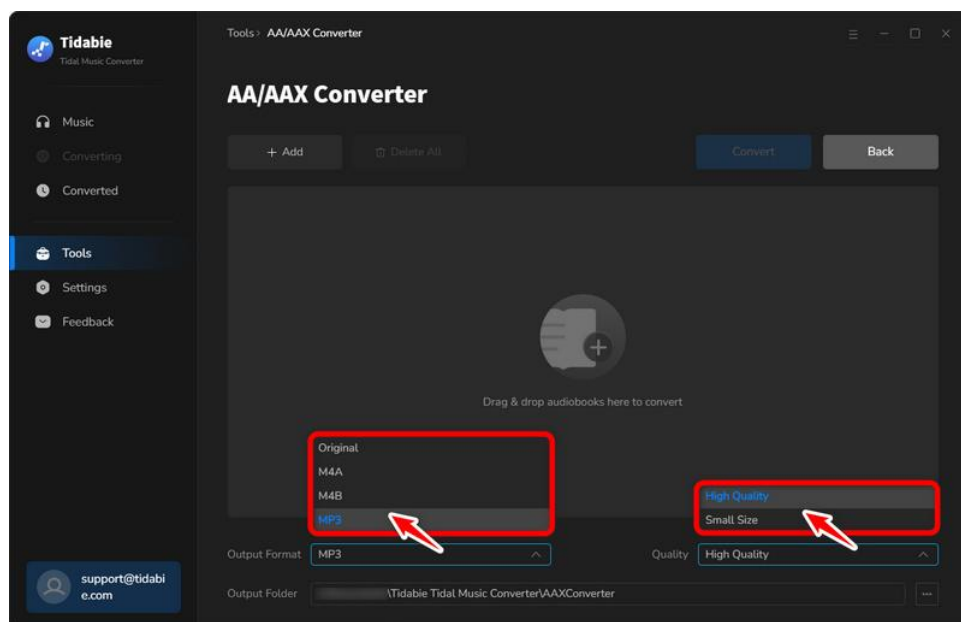 Tidabie
Tidal Music Converter
Music
Converting
Converted
Tools
Settings
Feedback
support@tidabi
e.com
Tools › AA/AAX Converter
AA/AAX Converter
+ Add
Delete All
Convert
Back
Drag & drop audiobooks here to convert
Original
M4A
M4B
MP3
High Quality
Small Size
Output Format
MP3
Quality
High Quality
Output Folder
\Tidabie Tidal Music Converter\AAXConverter
...